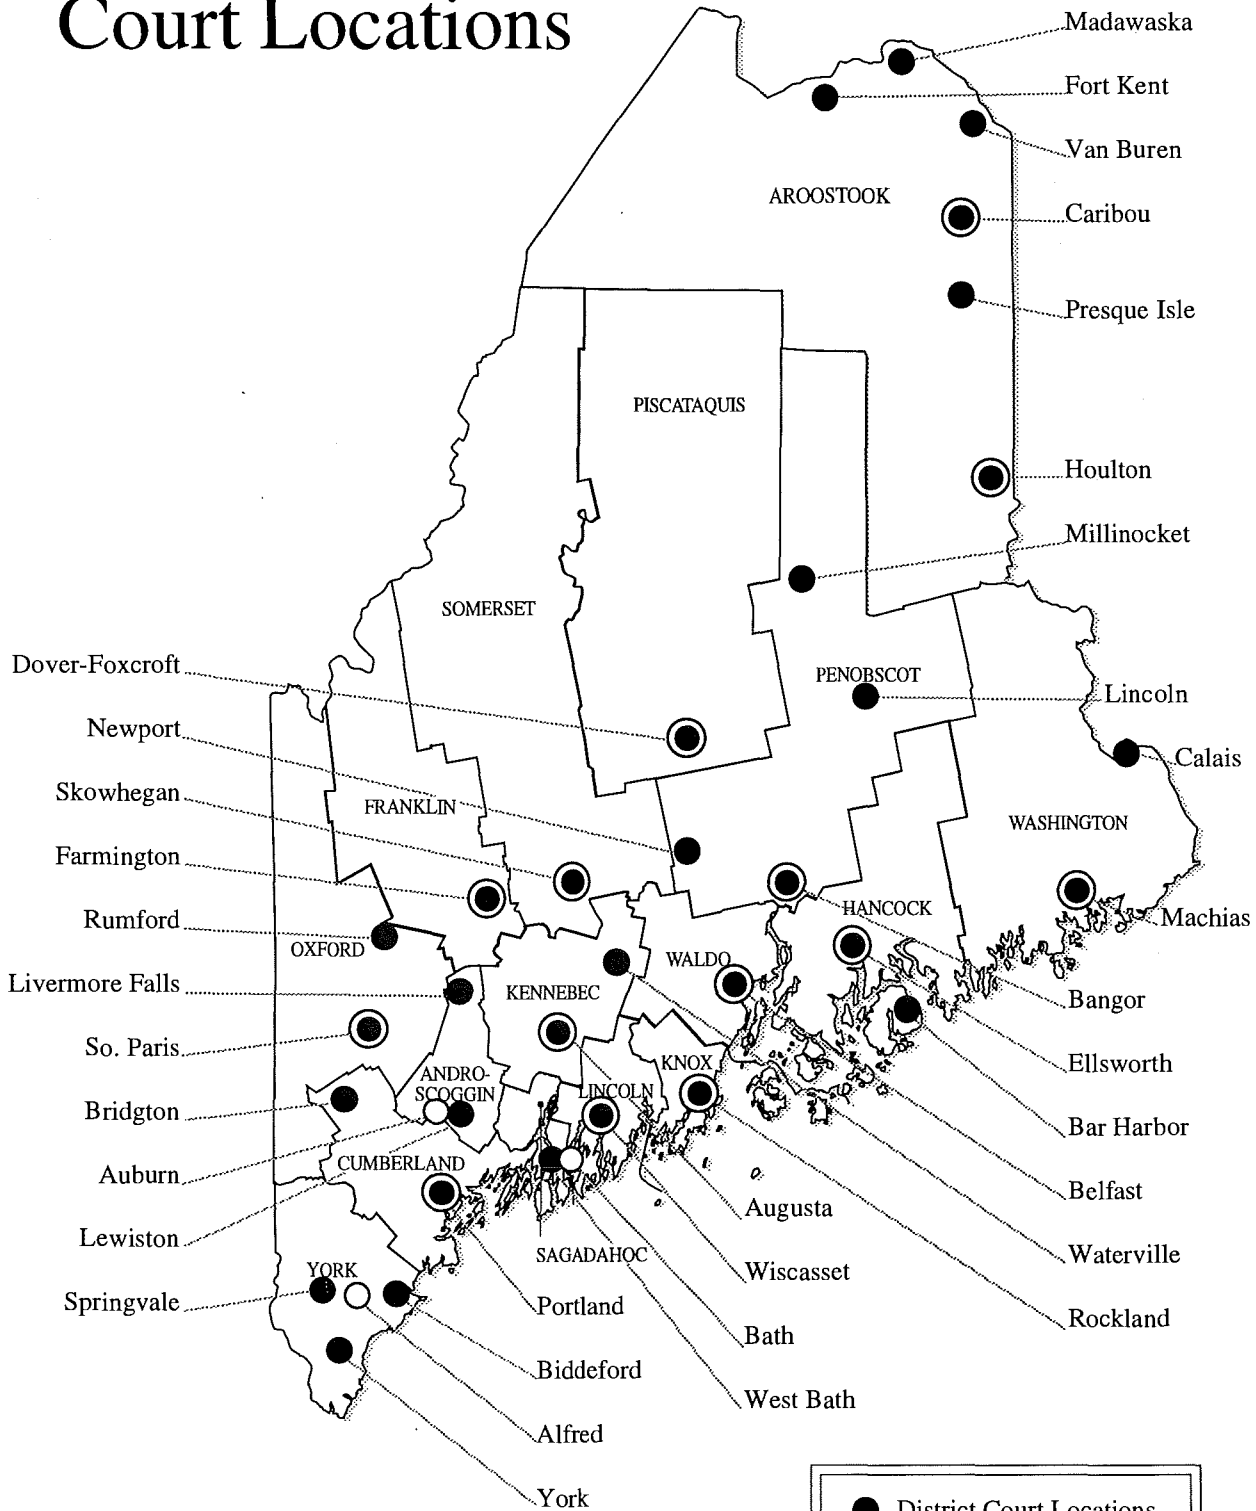 Court Locations
Madawaska
Fort Kent
Van Buren
AROOSTOOK
Caribou
Presque Isle
PISCATAQUIS
Houlton
Millinocket
SOMERSET
Dover-Foxcroft
PENOBSCOT
Lincoln
Newport
Calais
Skowhegan
FRANKLIN
WASHINGTON
Farmington
Rumford
HANCOCK
Machias
OXFORD
WALDO
Livermore Falls
KENNEBEC
Bangor
So. Paris
KNOX
Ellsworth
ANDRO-
SCOGGIN
LINCOLN
Bridgton
Bar Harbor
Auburn
CUMBERLAND
Belfast
Augusta
Lewiston
SAGADAHOC
Waterville
YORK
Wiscasset
Springvale
Portland
Rockland
Bath
Biddeford
West Bath
Alfred
York
District Court Locations